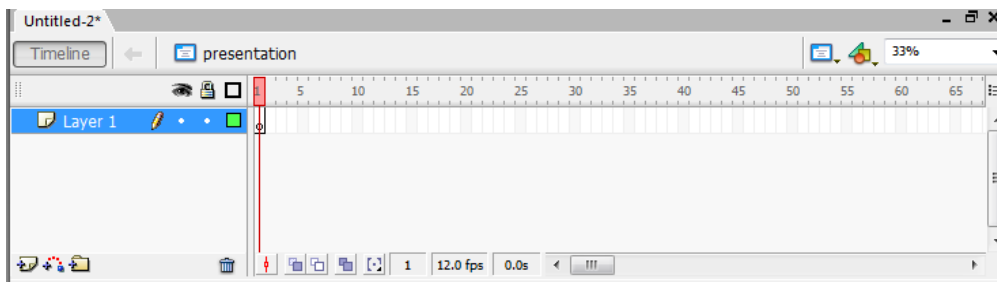 Untitled-2*
Timeline presentation 33%
1 5 10 15 20 25 30 35 40 45 50 55 60 65
Layer 1
1 12.0 fps 0.0s